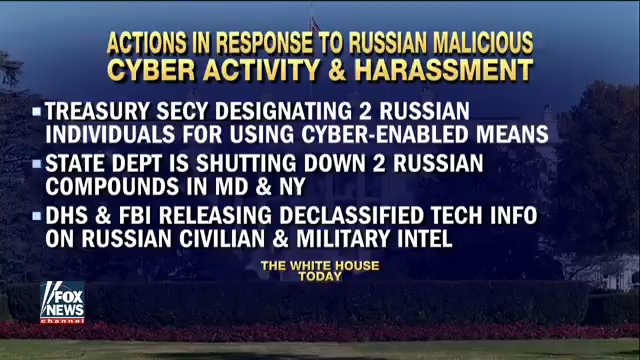 ACTIONS IN RESPONSE TO RUSSIAN MALICIOUS
CYBER ACTIVITY & HARASSMENT
TREASURY SECY DESIGNATING 2 RUSSIAN
INDIVIDUALS FOR USING CYBER-ENABLED MEANS
STATE DEPT IS SHUTTING DOWN 2 RUSSIAN
COMPOUNDS IN MD & NY
DHS & FBI RELEASING DECLASSIFIED TECH INFO
ON RUSSIAN CIVILIAN & MILITARY INTEL
THE WHITE HOUSE
TODAY
FOX
NEWS
channel